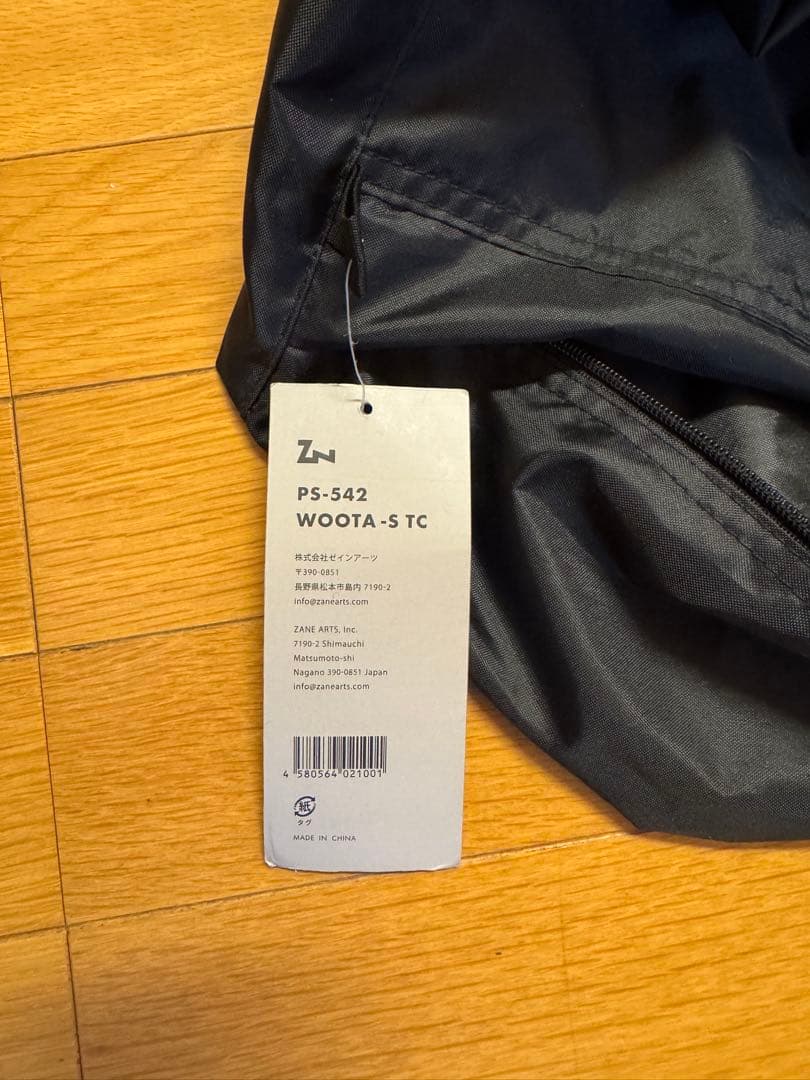 ZN
PS-542
WOOTA-S TC
株式会社ゼインアーツ
〒390-0851
長野県松本市島内 7190-2
info@zanearts.com
ZANE ARTS, Inc.
7190-2 Shimauchi
Matsumoto-shi
Nagano 390-0851 Japan
info@zanearts.com
4 580564 021001
紙
タグ
MADE IN CHINA